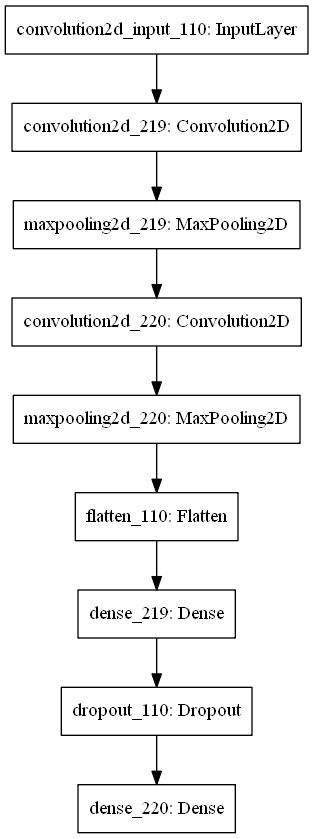 convolution2d_input_110: InputLayer
convolution2d_219: Convolution2D
maxpooling2d_219: MaxPooling2D
convolution2d_220: Convolution2D
maxpooling2d_220: MaxPooling2D
flatten_110: Flatten
dense_219: Dense
dropout_110: Dropout
dense_220: Dense